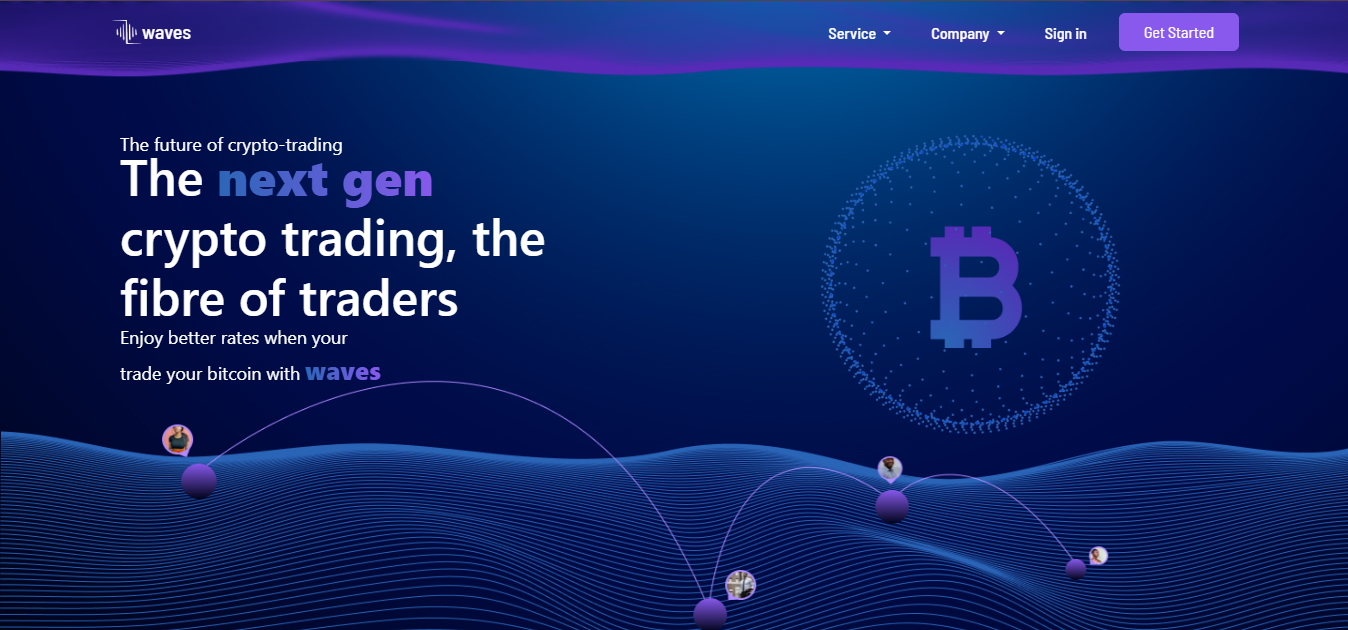 waves
Service
Company
Sign in
Get Started
The future of crypto-trading
The next gen
crypto trading, the
fibre of traders
Enjoy better rates when your
trade your bitcoin with waves